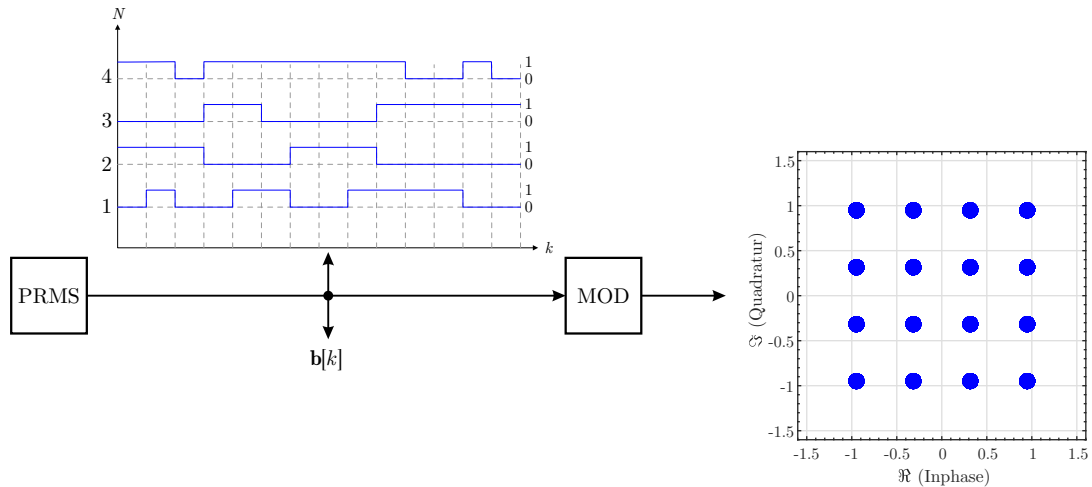 N
4 1
0
3 1
0
2 1
0
1 1
0
k
PRMS
MOD
b[k]
1.5
1
0.5
0
-0.5
-1
-1.5
ℑ (Quadratur)
-1.5 -1 -0.5 0 0.5 1 1.5
ℜ (Inphase)